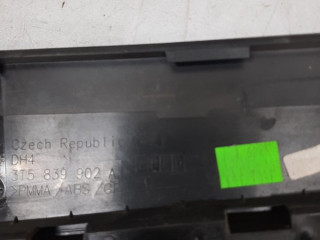 Czech Republic
DH4
3T5 839 902 A
>PMMA +ABS